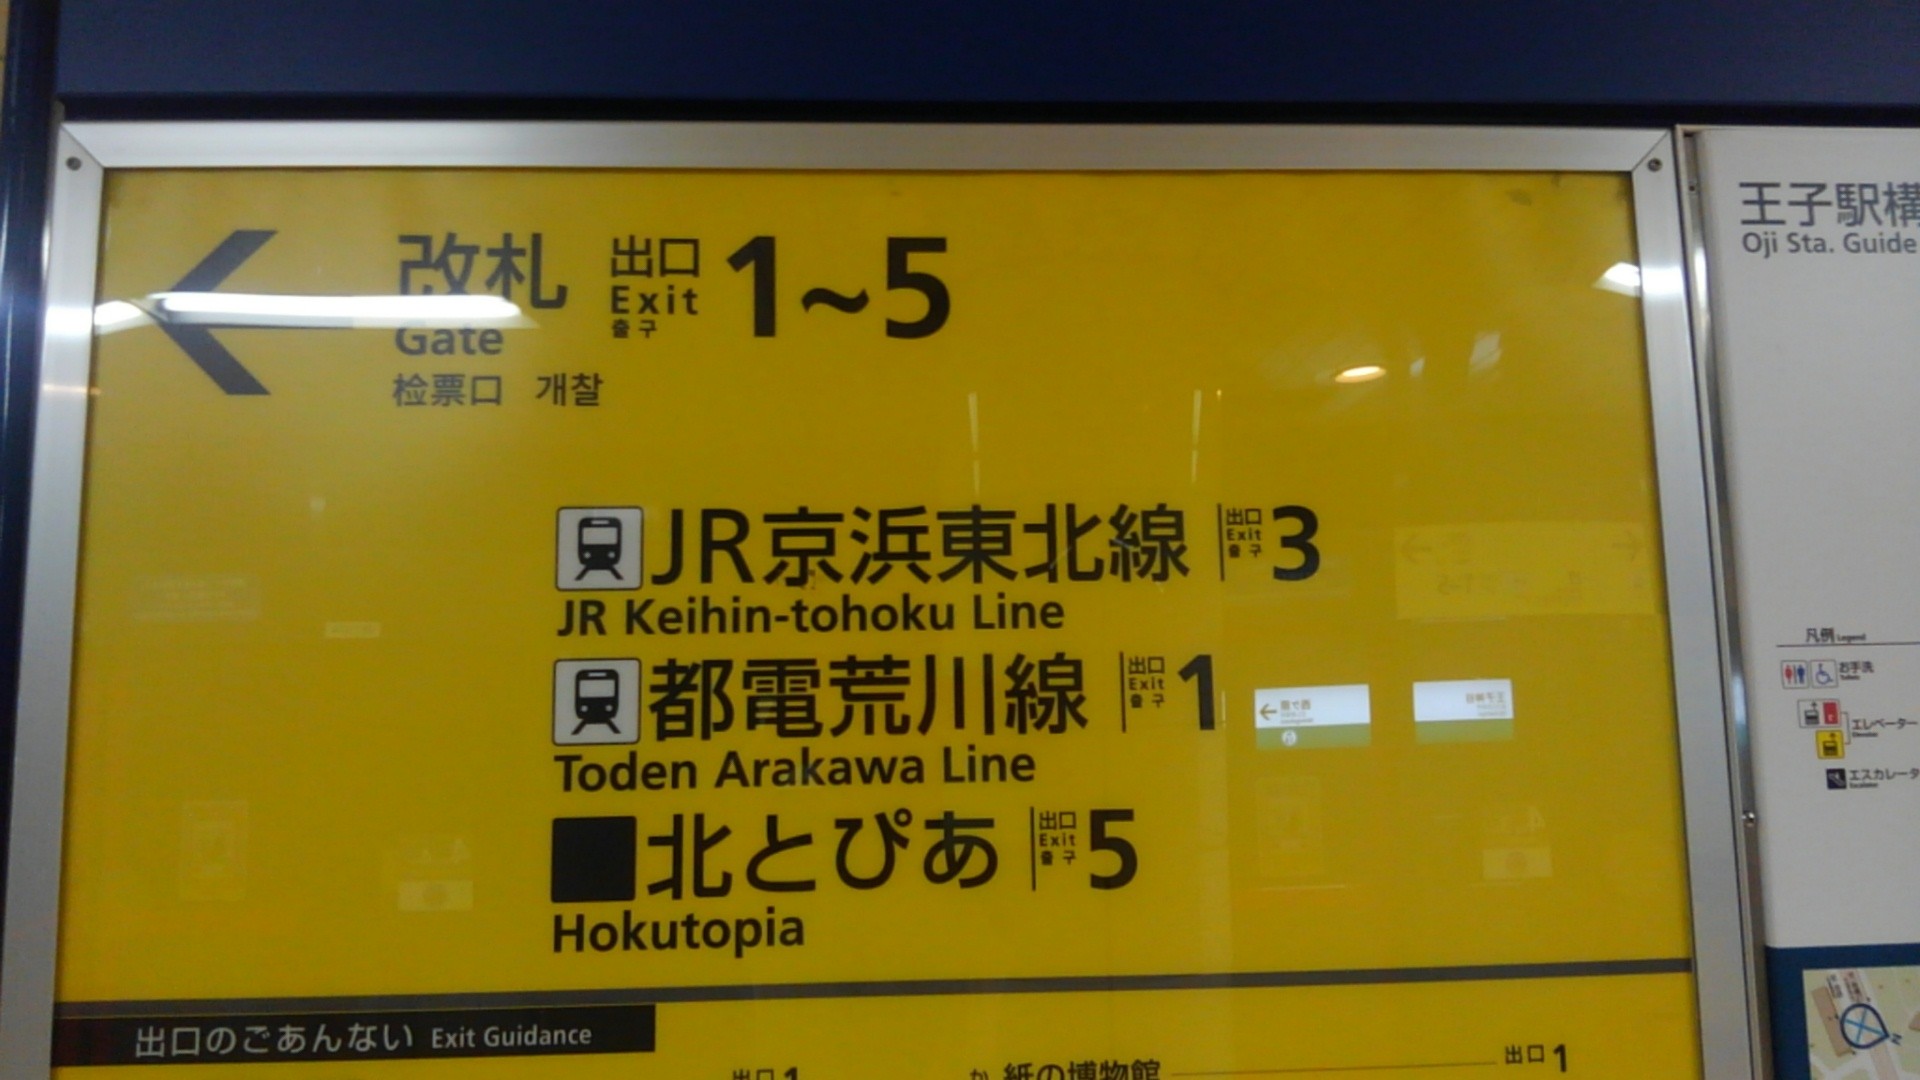 改札 出口 1~5
Gate Exit
출구
检票口 개찰
JR京浜東北線 出口 Exit 출구 3
JR Keihin-tohoku Line
都電荒川線 出口 Exit 출구 1
Toden Arakawa Line
北とぴあ 出口 Exit 출구 5
Hokutopia
出口のごあんない Exit Guidance
出口 1
か 紙の博物館 出口 1
王子駅構
Oji Sta. Guide
凡例 Legend
お手洗
エレベーター
エスカレータ